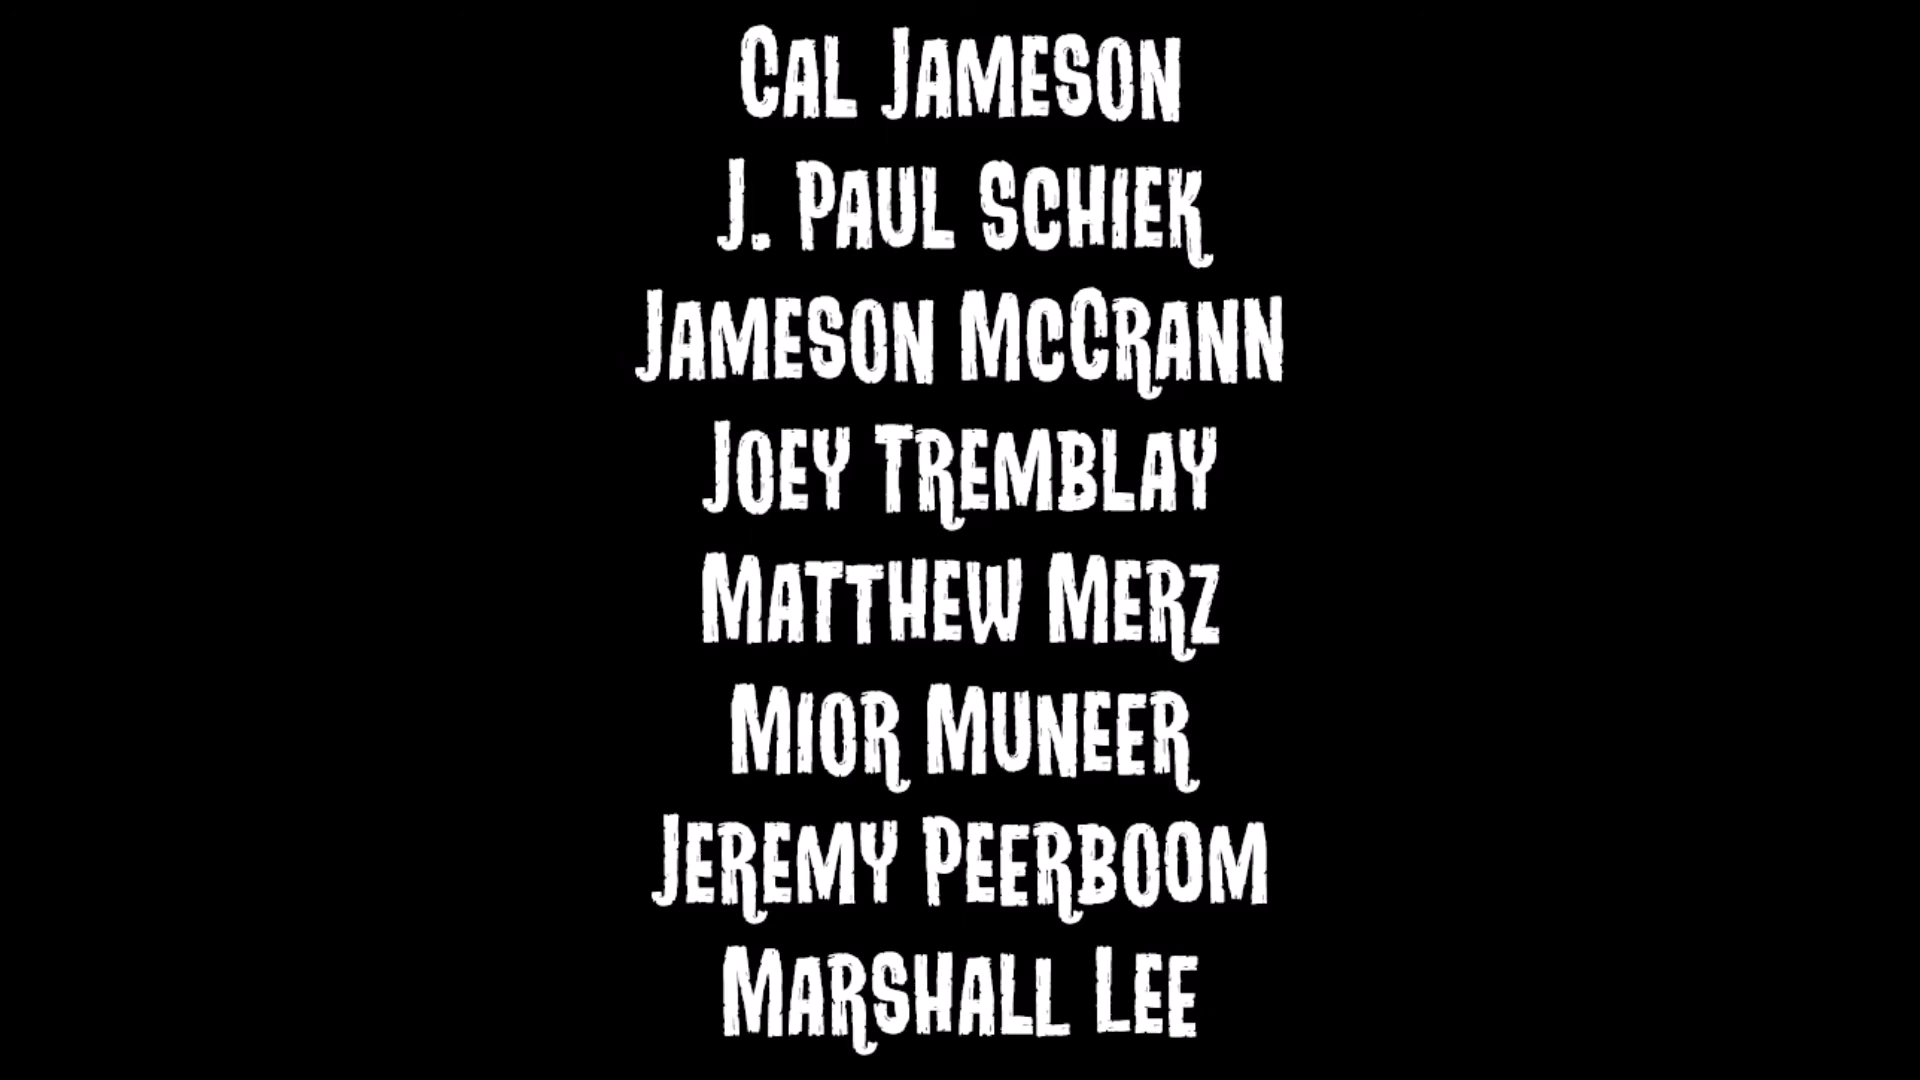 Cal Jameson
J. Paul Schiek
Jameson McCrann
Joey Tremblay
Matthew Merz
Mior Muneer
Jeremy Peerboom
Marshall Lee